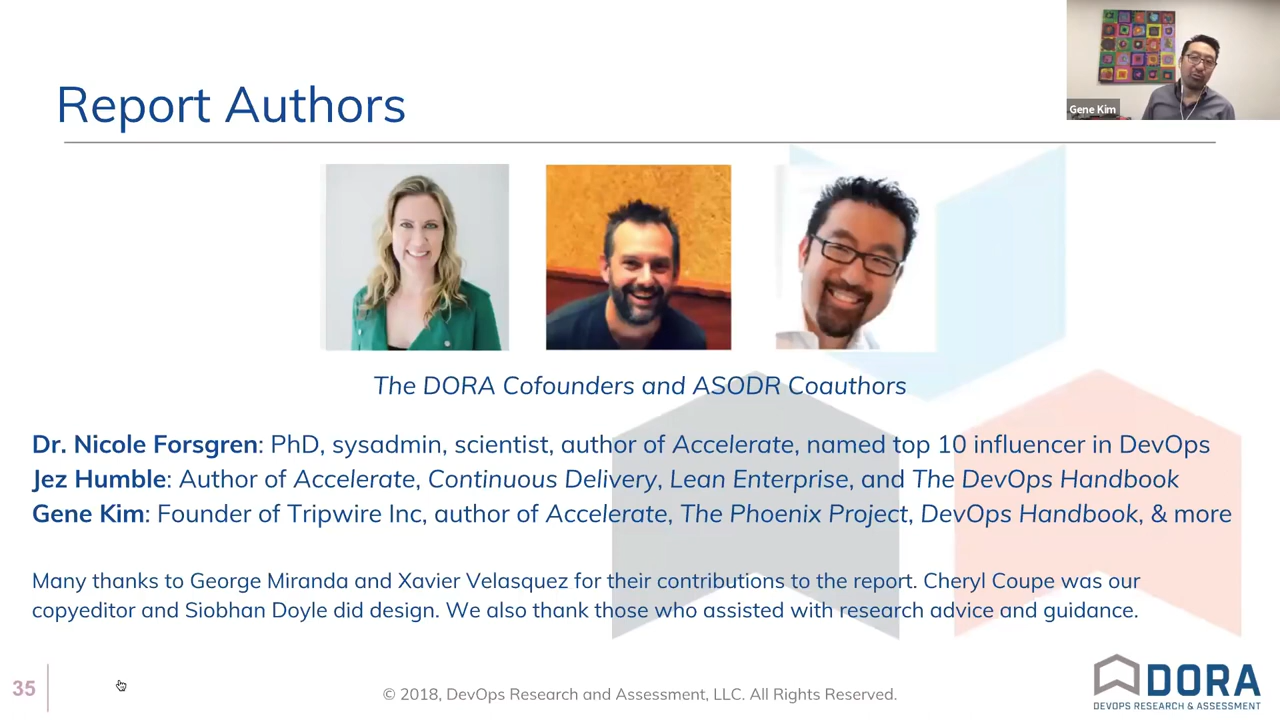 Report Authors
Gene Kim
The DORA Cofounders and ASODR Coauthors
Dr. Nicole Forsgren: PhD, sysadmin, scientist, author of Accelerate, named top 10 influencer in DevOps
Jez Humble: Author of Accelerate, Continuous Delivery, Lean Enterprise, and The DevOps Handbook
Gene Kim: Founder of Tripwire Inc, author of Accelerate, The Phoenix Project, DevOps Handbook, & more
Many thanks to George Miranda and Xavier Velasquez for their contributions to the report. Cheryl Coupe was our
copyeditor and Siobhan Doyle did design. We also thank those who assisted with research advice and guidance.
35
© 2018, DevOps Research and Assessment, LLC. All Rights Reserved.
DORA
DEVOPS RESEARCH & ASSESSMENT